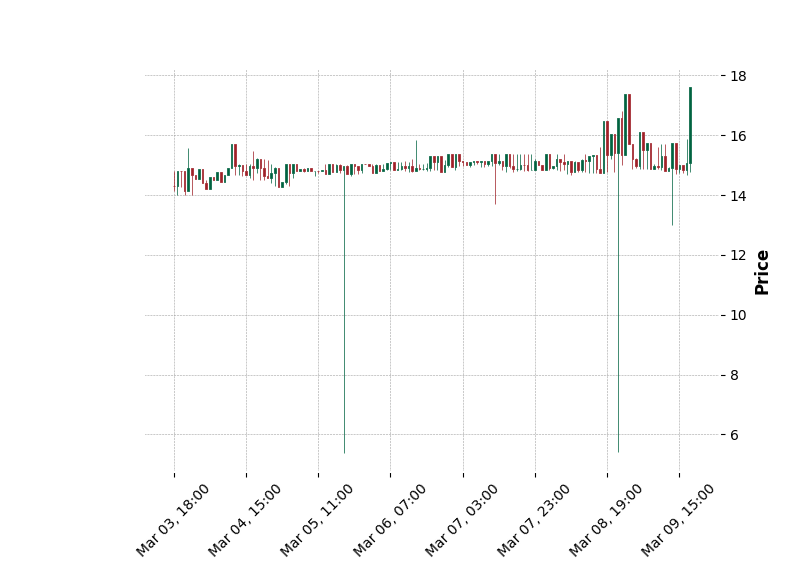 18
16
14
12
10
8
6
Price
Mar 03, 18:00
Mar 04, 15:00
Mar 05, 11:00
Mar 06, 07:00
Mar 07, 03:00
Mar 07, 23:00
Mar 08, 19:00
Mar 09, 15:00